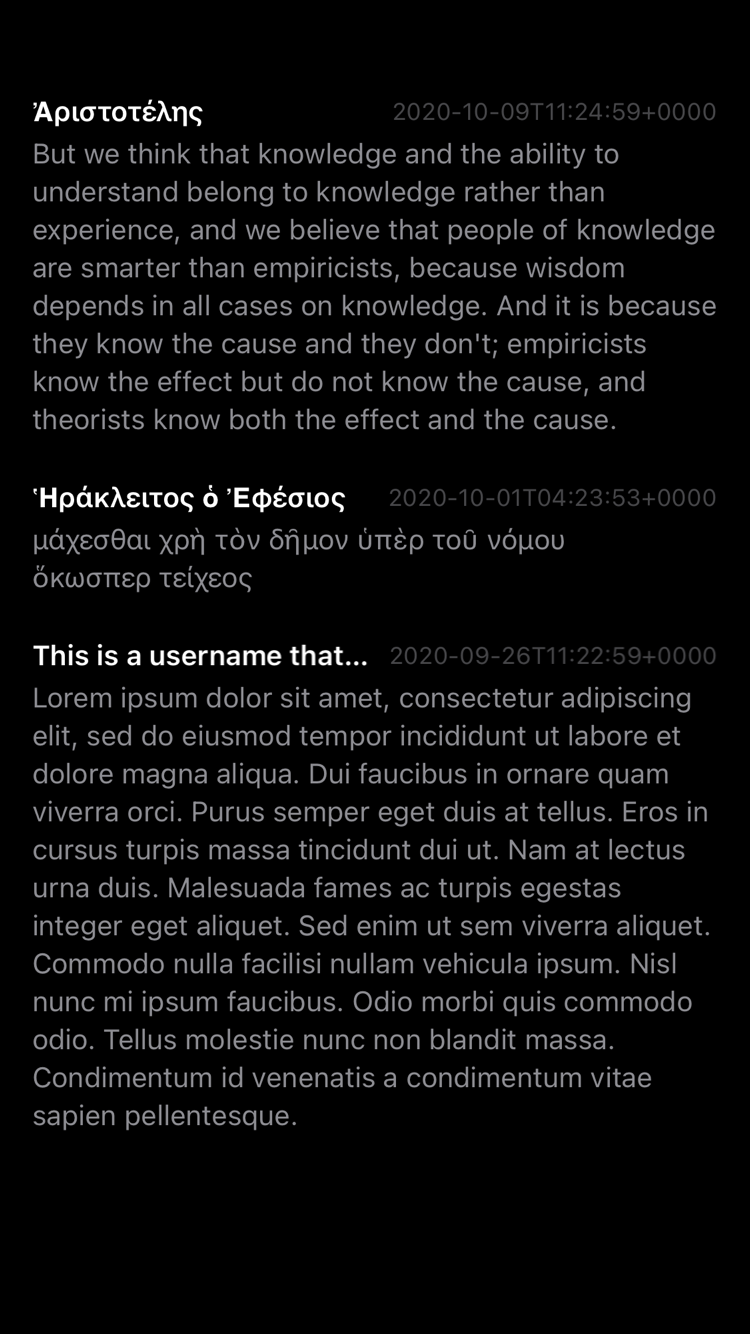 Ἀριστοτέλης 2020-10-09T11:24:59+0000
But we think that knowledge and the ability to
understand belong to knowledge rather than
experience, and we believe that people of knowledge
are smarter than empiricists, because wisdom
depends in all cases on knowledge. And it is because
they know the cause and they don't; empiricists
know the effect but do not know the cause, and
theorists know both the effect and the cause.
Ἡράκλειτος ὁ Ἐφέσιος 2020-10-01T04:23:53+0000
μάχεσθαι χρὴ τὸν δῆμον ὑπὲρ τοῦ νόμου
ὅκωσπερ τείχεος
This is a username that... 2020-09-26T11:22:59+0000
Lorem ipsum dolor sit amet, consectetur adipiscing
elit, sed do eiusmod tempor incididunt ut labore et
dolore magna aliqua. Dui faucibus in ornare quam
viverra orci. Purus semper eget duis at tellus. Eros in
cursus turpis massa tincidunt dui ut. Nam at lectus
urna duis. Malesuada fames ac turpis egestas
integer eget aliquet. Sed enim ut sem viverra aliquet.
Commodo nulla facilisi nullam vehicula ipsum. Nisl
nunc mi ipsum faucibus. Odio morbi quis commodo
odio. Tellus molestie nunc non blandit massa.
Condimentum id venenatis a condimentum vitae
sapien pellentesque.